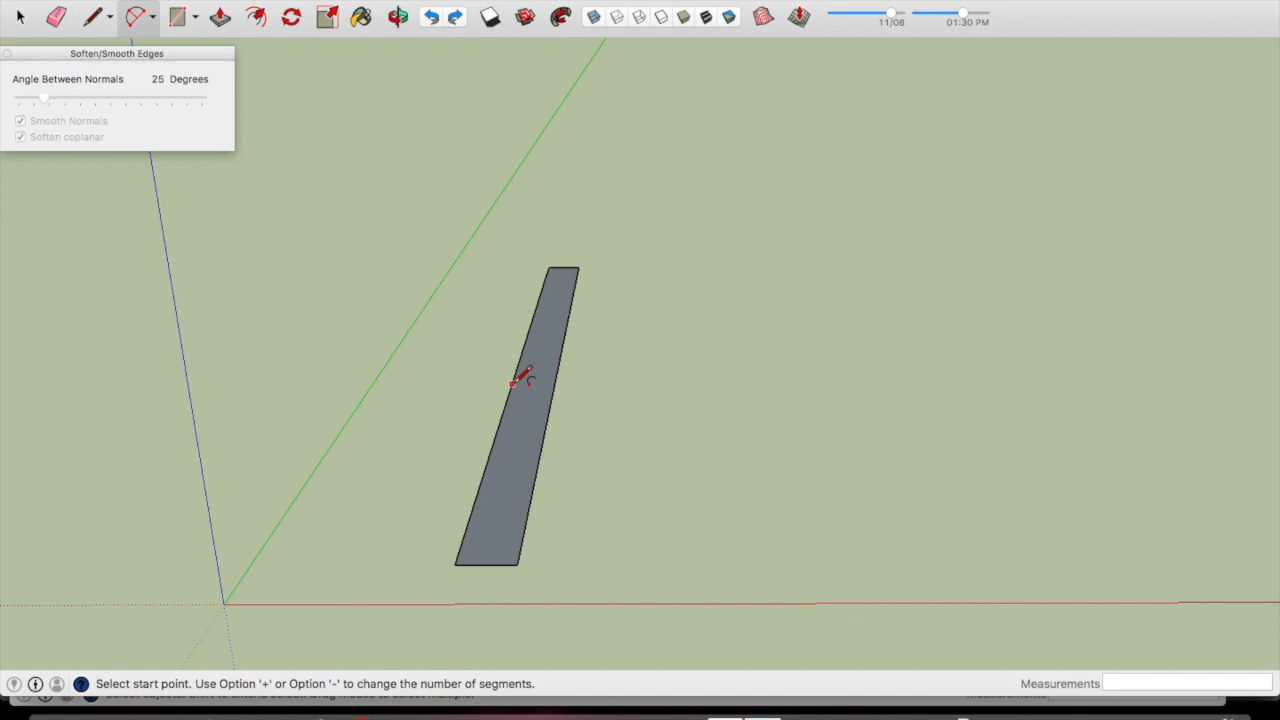 11/08
01:30 PM
Soften/Smooth Edges
Angle Between Normals 25 Degrees
Smooth Normals
Soften coplanar
Select start point. Use Option '+' or Option '-' to change the number of segments.
Measurements